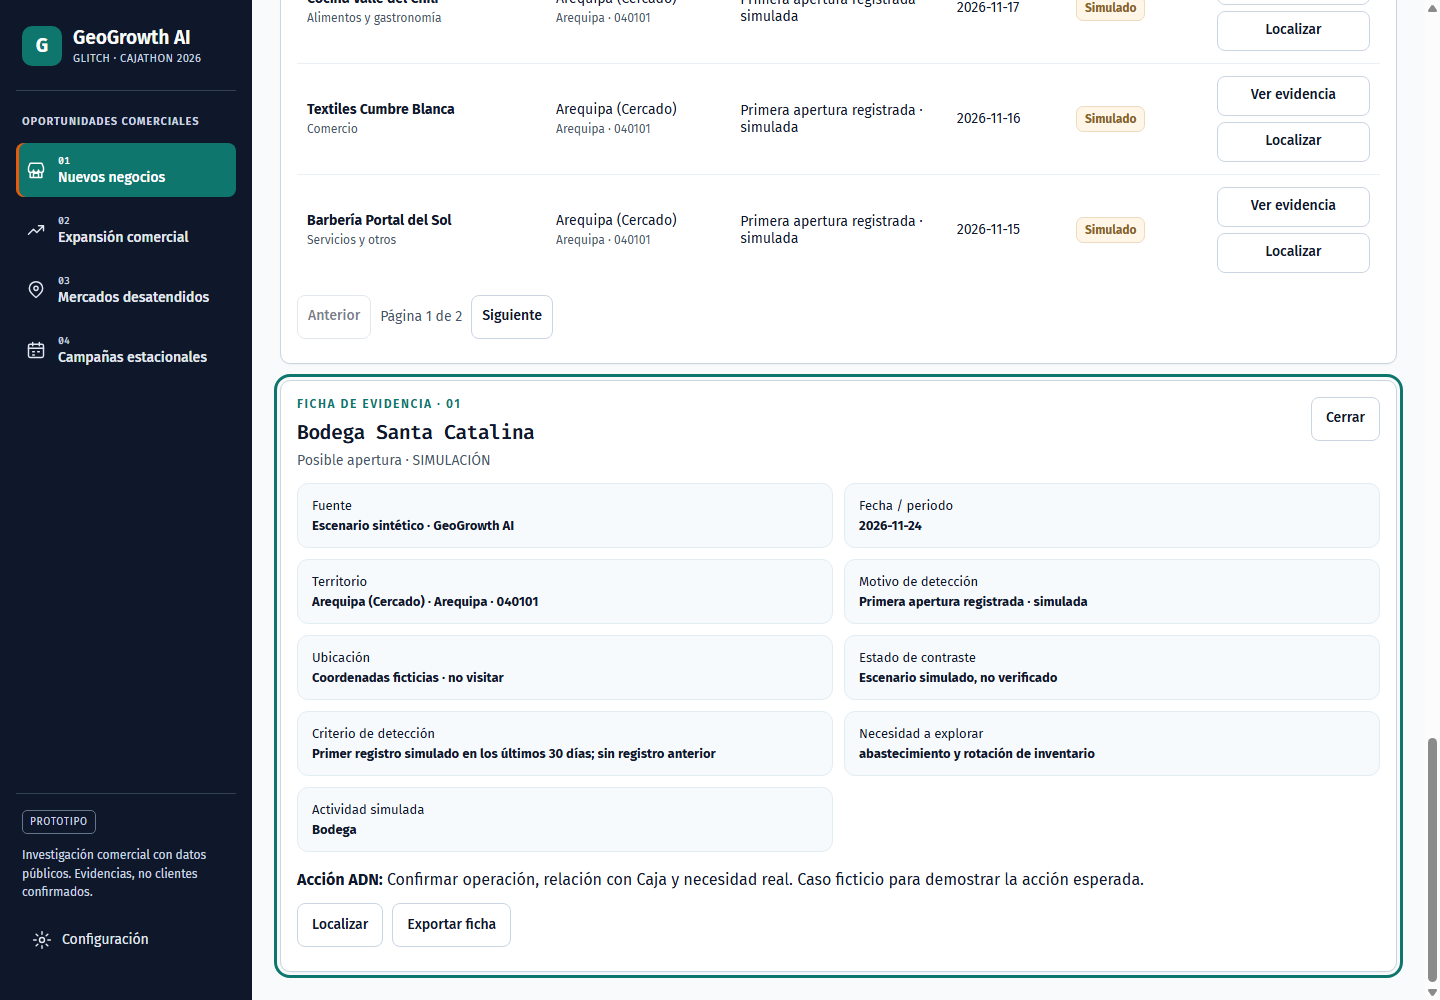 G
GeoGrowth AI
GLITCH · CAJATHON 2026
OPORTUNIDADES COMERCIALES
01
Nuevos negocios
02
Expansión comercial
03
Mercados desatendidos
04
Campañas estacionales
PROTOTIPO
Investigación comercial con datos
públicos. Evidencias, no clientes
confirmados.
Configuración
Alimentos y gastronomía
Arequipa · 040101
Primera apertura registrada ·
simulada
2026-11-17
Simulado
Localizar
Textiles Cumbre Blanca
Comercio
Arequipa (Cercado)
Arequipa · 040101
Primera apertura registrada ·
simulada
2026-11-16
Simulado
Ver evidencia
Localizar
Barbería Portal del Sol
Servicios y otros
Arequipa (Cercado)
Arequipa · 040101
Primera apertura registrada ·
simulada
2026-11-15
Simulado
Ver evidencia
Localizar
Anterior
Página 1 de 2
Siguiente
FICHA DE EVIDENCIA · 01
Bodega Santa Catalina
Posible apertura · SIMULACIÓN
Cerrar
Fuente
Escenario sintético · GeoGrowth AI
Fecha / periodo
2026-11-24
Territorio
Arequipa (Cercado) · Arequipa · 040101
Motivo de detección
Primera apertura registrada · simulada
Ubicación
Coordenadas ficticias · no visitar
Estado de contraste
Escenario simulado, no verificado
Criterio de detección
Primer registro simulado en los últimos 30 días; sin registro anterior
Necesidad a explorar
abastecimiento y rotación de inventario
Actividad simulada
Bodega
Acción ADN: Confirmar operación, relación con Caja y necesidad real. Caso ficticio para demostrar la acción esperada.
Localizar
Exportar ficha